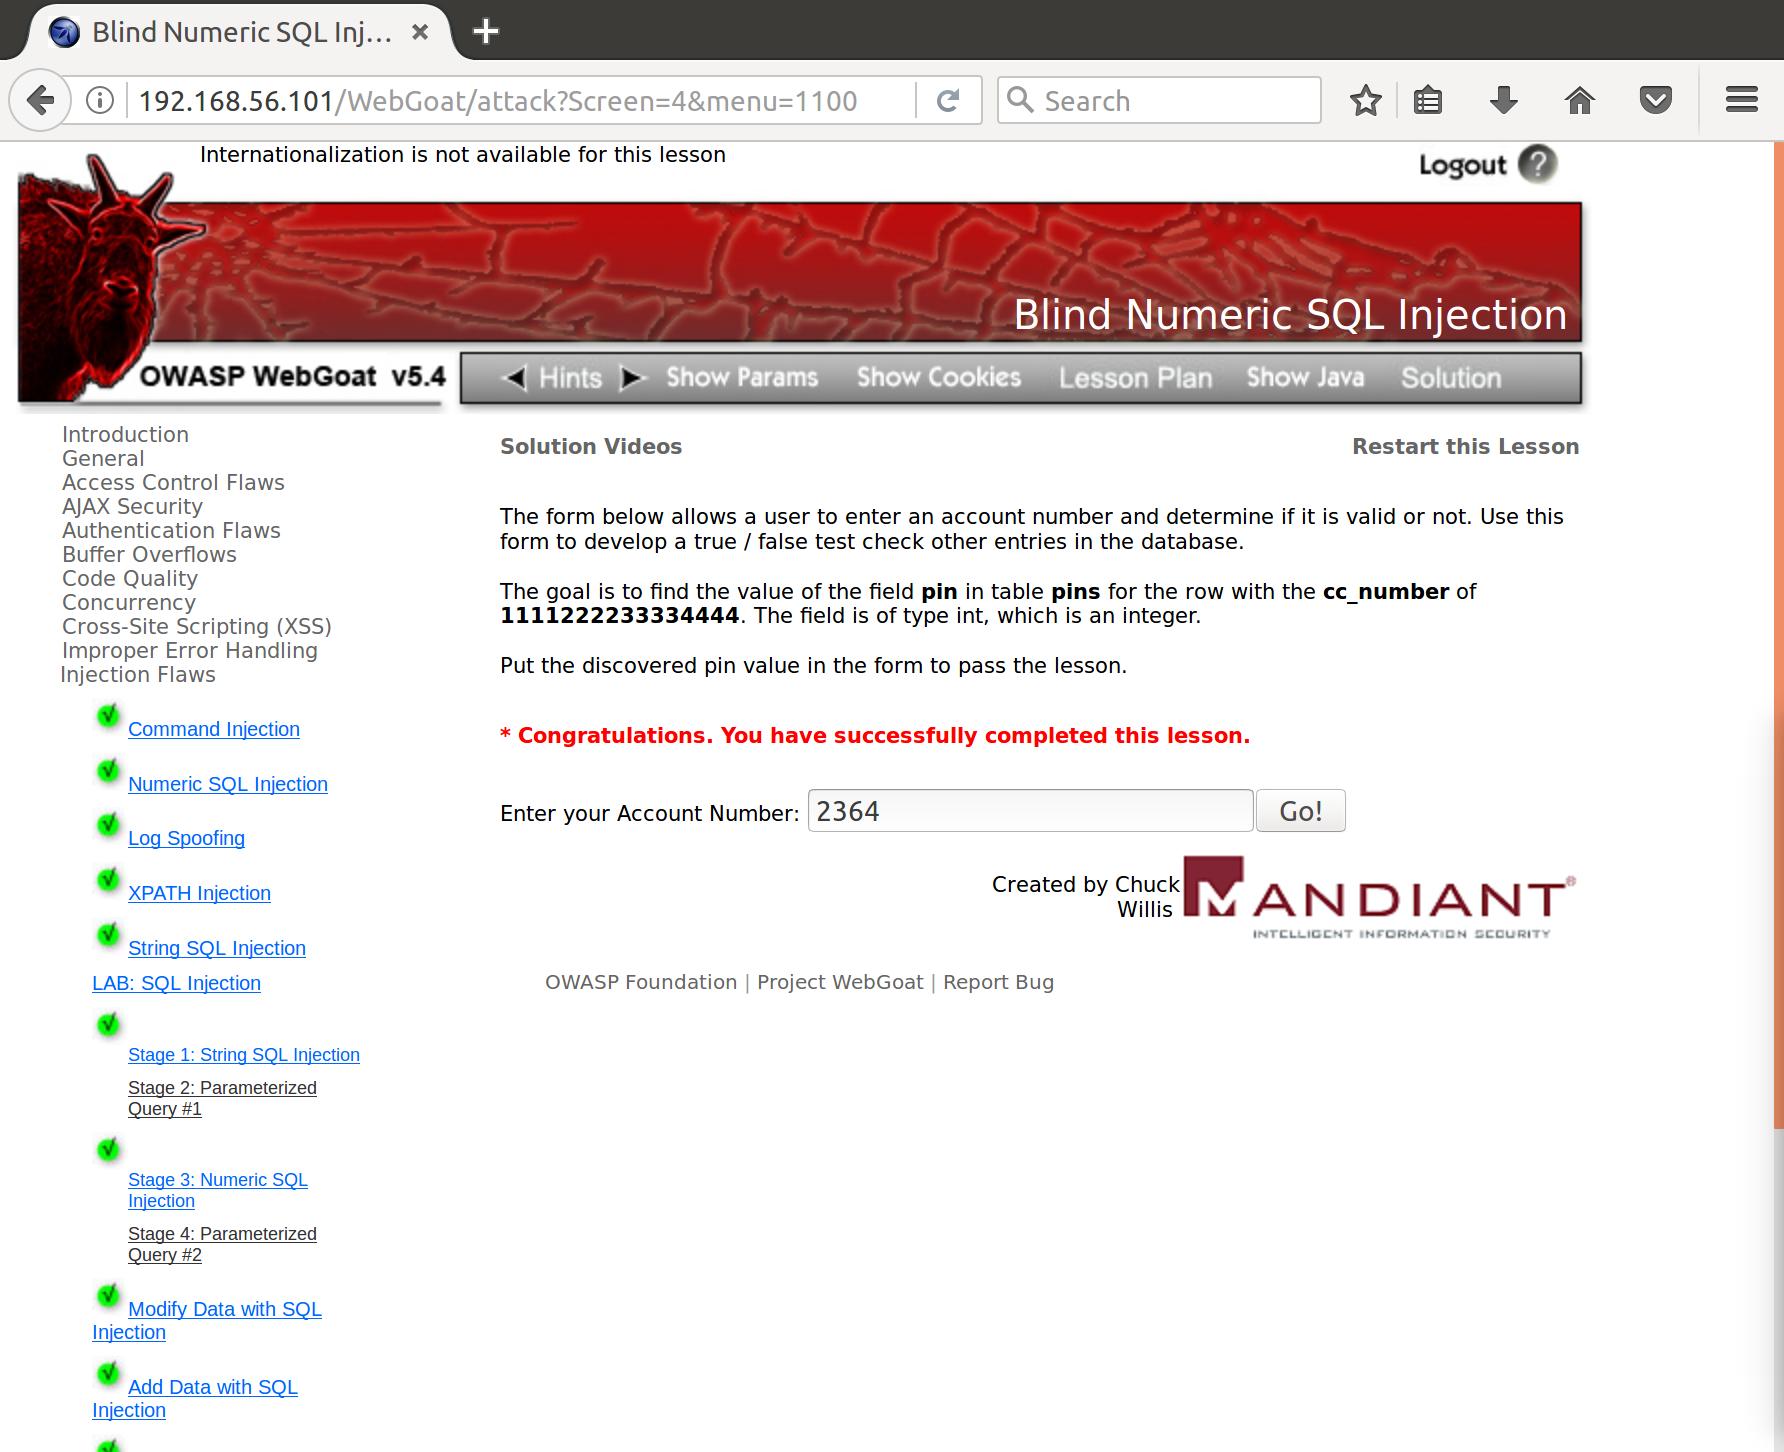 Blind Numeric SQL Inj...
192.168.56.101/WebGoat/attack?Screen=4&menu=1100
Search
Internationalization is not available for this lesson
Logout ?
Blind Numeric SQL Injection
OWASP WebGoat v5.4
Hints Show Params Show Cookies Lesson Plan Show Java Solution
Introduction
General
Access Control Flaws
AJAX Security
Authentication Flaws
Buffer Overflows
Code Quality
Concurrency
Cross-Site Scripting (XSS)
Improper Error Handling
Injection Flaws
Command Injection
Numeric SQL Injection
Log Spoofing
XPATH Injection
String SQL Injection
LAB: SQL Injection
Stage 1: String SQL Injection
Stage 2: Parameterized
Query #1
Stage 3: Numeric SQL
Injection
Stage 4: Parameterized
Query #2
Modify Data with SQL
Injection
Add Data with SQL
Injection
Solution Videos
Restart this Lesson
The form below allows a user to enter an account number and determine if it is valid or not. Use this
form to develop a true / false test check other entries in the database.
The goal is to find the value of the field pin in table pins for the row with the cc_number of
1111222233334444. The field is of type int, which is an integer.
Put the discovered pin value in the form to pass the lesson.
* Congratulations. You have successfully completed this lesson.
Enter your Account Number: 2364 Go!
Created by Chuck
Willis
MANDIANT®
INTELLIGENT INFORMATION SECURITY
OWASP Foundation | Project WebGoat | Report Bug